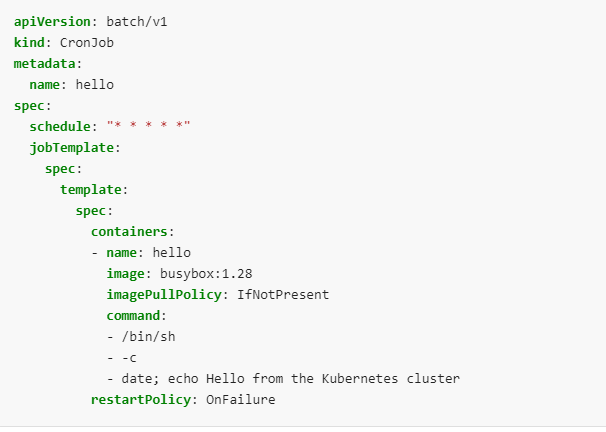 apiVersion: batch/v1
kind: CronJob
metadata:
  name: hello
spec:
  schedule: "* * * * *"
  jobTemplate:
    spec:
      template:
        spec:
          containers:
          - name: hello
            image: busybox:1.28
            imagePullPolicy: IfNotPresent
            command:
            - /bin/sh
            - -c
            - date; echo Hello from the Kubernetes cluster
          restartPolicy: OnFailure